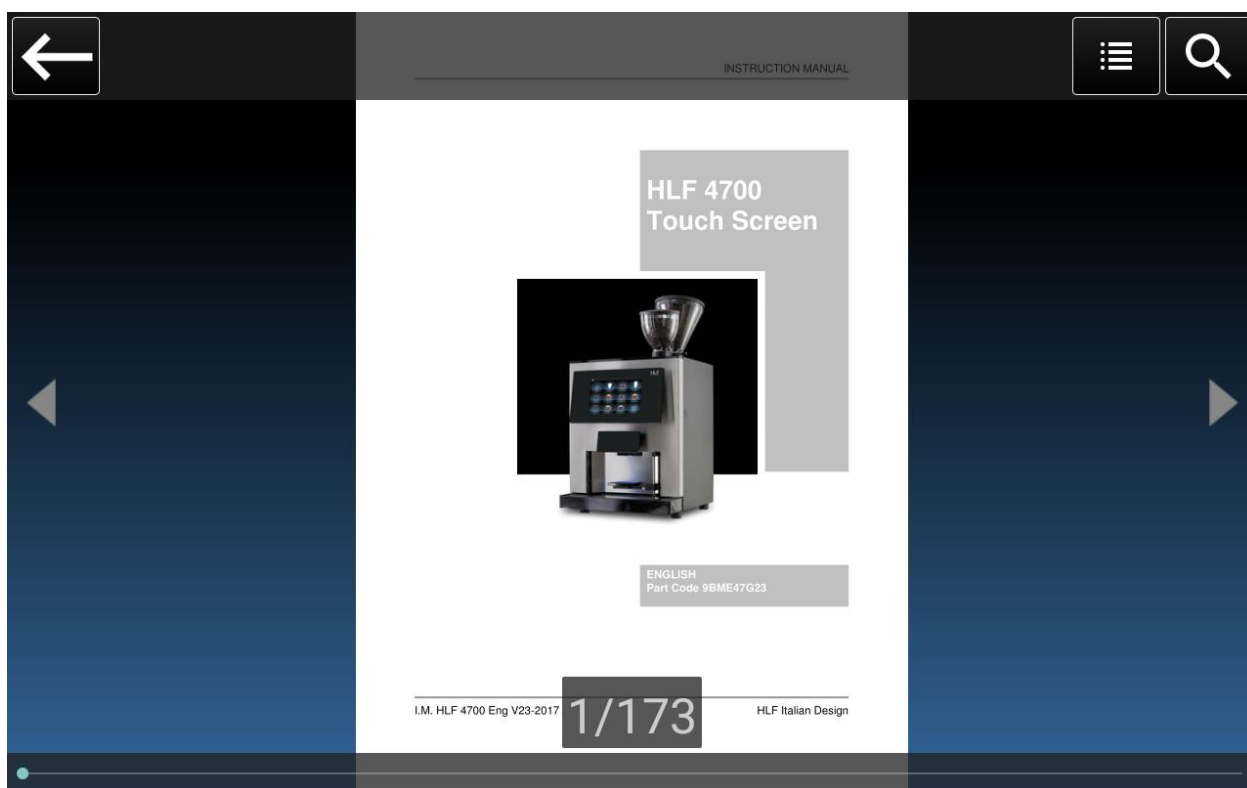 INSTRUCTION MANUAL
HLF 4700
Touch Screen
HLF
ENGLISH
Part Code 9BME47G23
I.M. HLF 4700 Eng V23-2017
1/173
HLF Italian Design